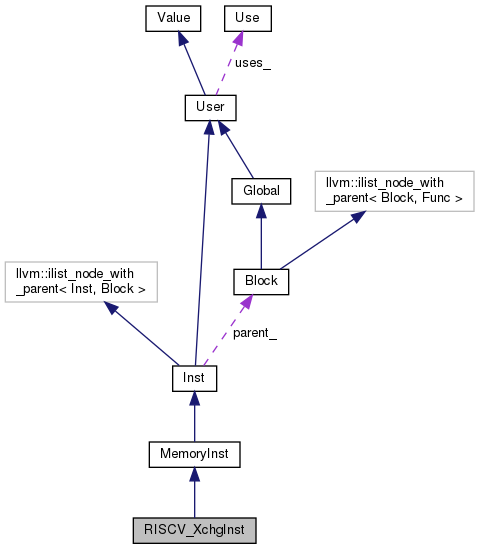 Value
Use
uses_
User
Global
llvm::ilist_node_with
_parent< Block, Func >
llvm::ilist_node_with
_parent< Inst, Block >
Block
parent_
Inst
MemoryInst
RISCV_XchgInst